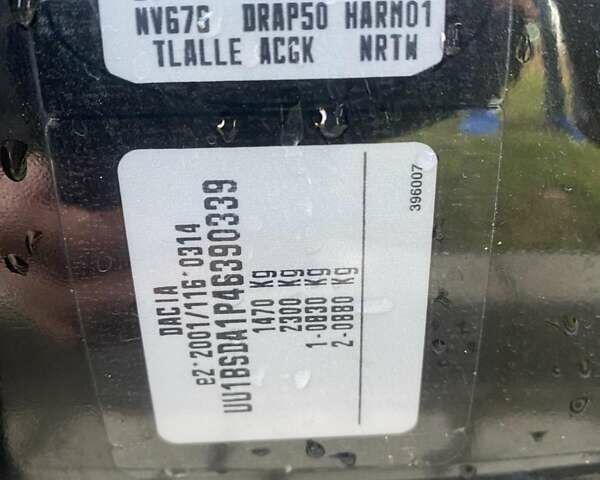 NV676 DRAP50 HARM01
TLALLE ACGK NRTW
DACIA
e2*2001/116*0314
UU1BSDA1P46390339
1470 Kg
2300 Kg
1-0830 Kg
2-0880 Kg
396007